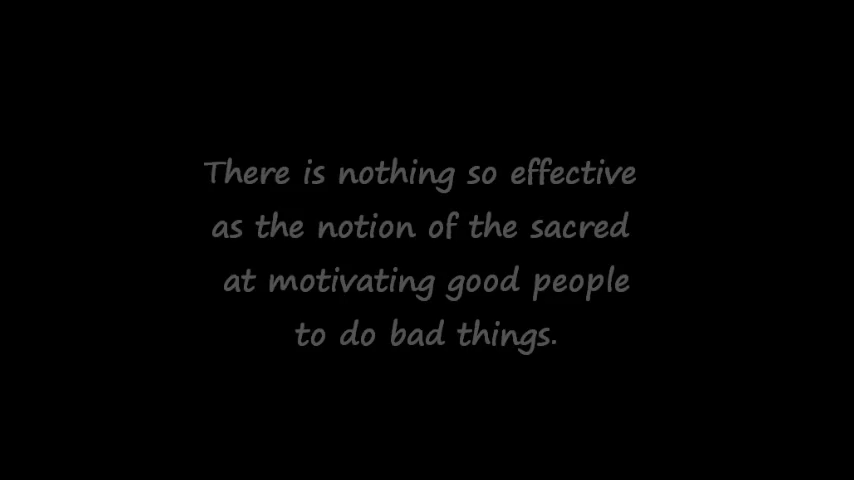 There is nothing so effective
as the notion of the sacred
at motivating good people
to do bad things.